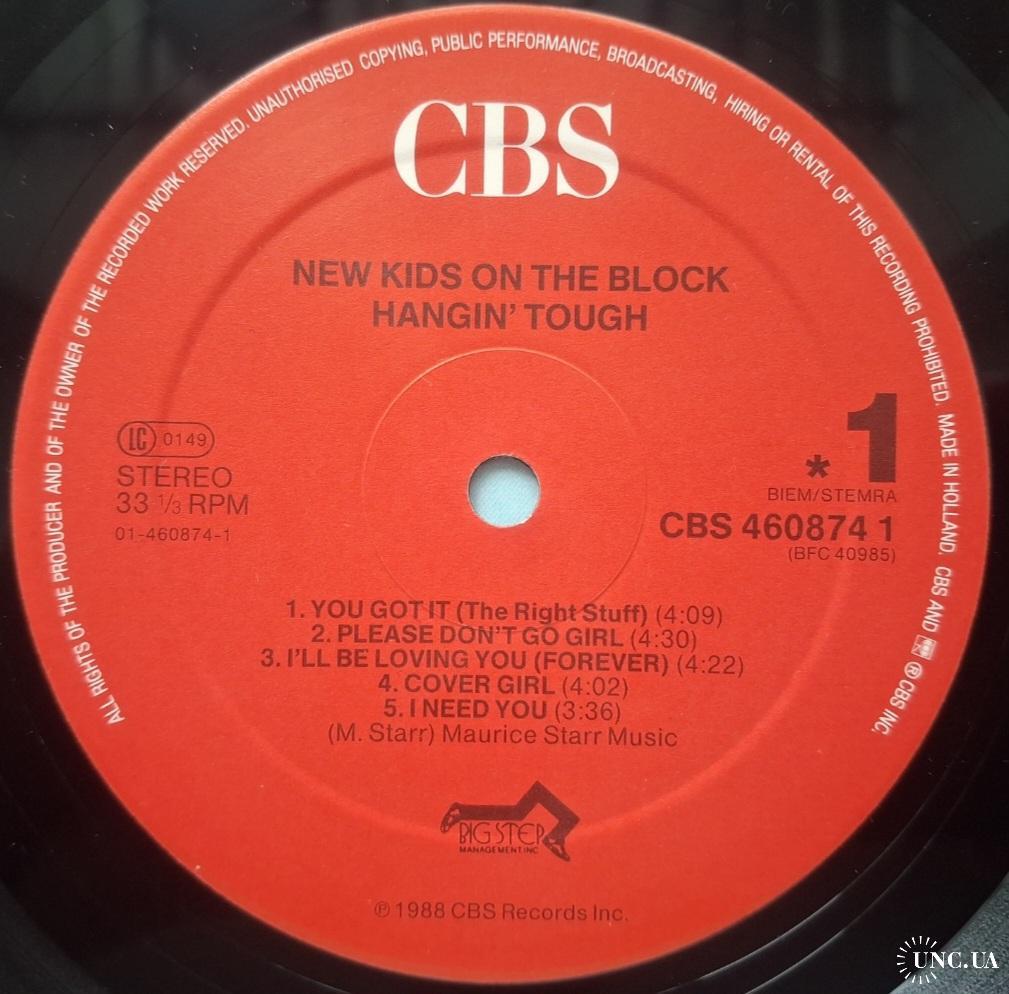 ALL RIGHTS OF THE PRODUCER AND OF THE OWNER OF THE RECORDED WORK RESERVED. UNAUTHORISED COPYING, PUBLIC PERFORMANCE, BROADCASTING, HIRING OR RENTAL OF THIS RECORDING PROHIBITED. MADE IN HOLLAND. CBS AND ® CBS INC.
CBS
NEW KIDS ON THE BLOCK
HANGIN' TOUGH
LC 0149
STEREO
33 1/3 RPM
01-460874-1
* 1
BIEM/STEMRA
CBS 460874 1
(BFC 40985)
1. YOU GOT IT (The Right Stuff) (4:09)
2. PLEASE DON'T GO GIRL (4:30)
3. I'LL BE LOVING YOU (FOREVER) (4:22)
4. COVER GIRL (4:02)
5. I NEED YOU (3:36)
(M. Starr) Maurice Starr Music
BIG STEP
MANAGEMENT INC
℗ 1988 CBS Records Inc.
UNC.UA